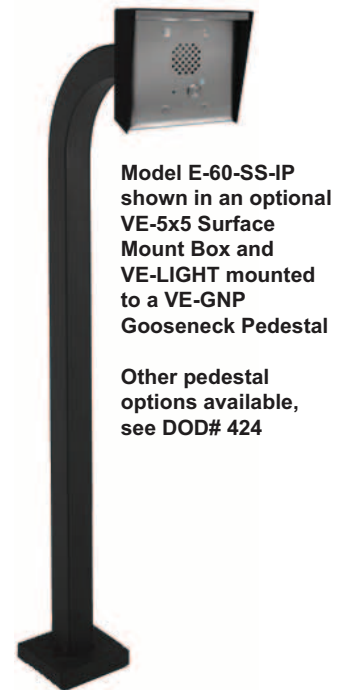 Model E-60-SS-IP
shown in an optional
VE-5x5 Surface
Mount Box and
VE-LIGHT mounted
to a VE-GNP
Gooseneck Pedestal
Other pedestal
options available,
see DOD# 424